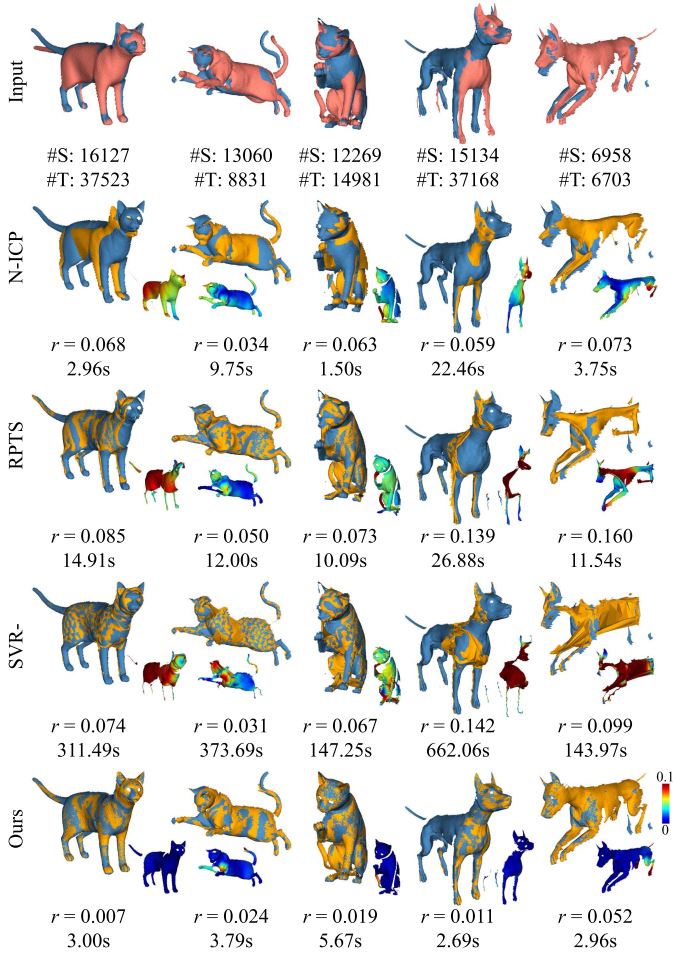 Input
#S: 16127 #S: 13060 #S: 12269 #S: 15134 #S: 6958
#T: 37523 #T: 8831 #T: 14981 #T: 37168 #T: 6703
N-ICP
r = 0.068 r = 0.034 r = 0.063 r = 0.059 r = 0.073
2.96s 9.75s 1.50s 22.46s 3.75s
RPTS
r = 0.085 r = 0.050 r = 0.073 r = 0.139 r = 0.160
14.91s 12.00s 10.09s 26.88s 11.54s
SVR-
r = 0.074 r = 0.031 r = 0.067 r = 0.142 r = 0.099
311.49s 373.69s 147.25s 662.06s 143.97s
Ours
0.1
0
r = 0.007 r = 0.024 r = 0.019 r = 0.011 r = 0.052
3.00s 3.79s 5.67s 2.69s 2.96s